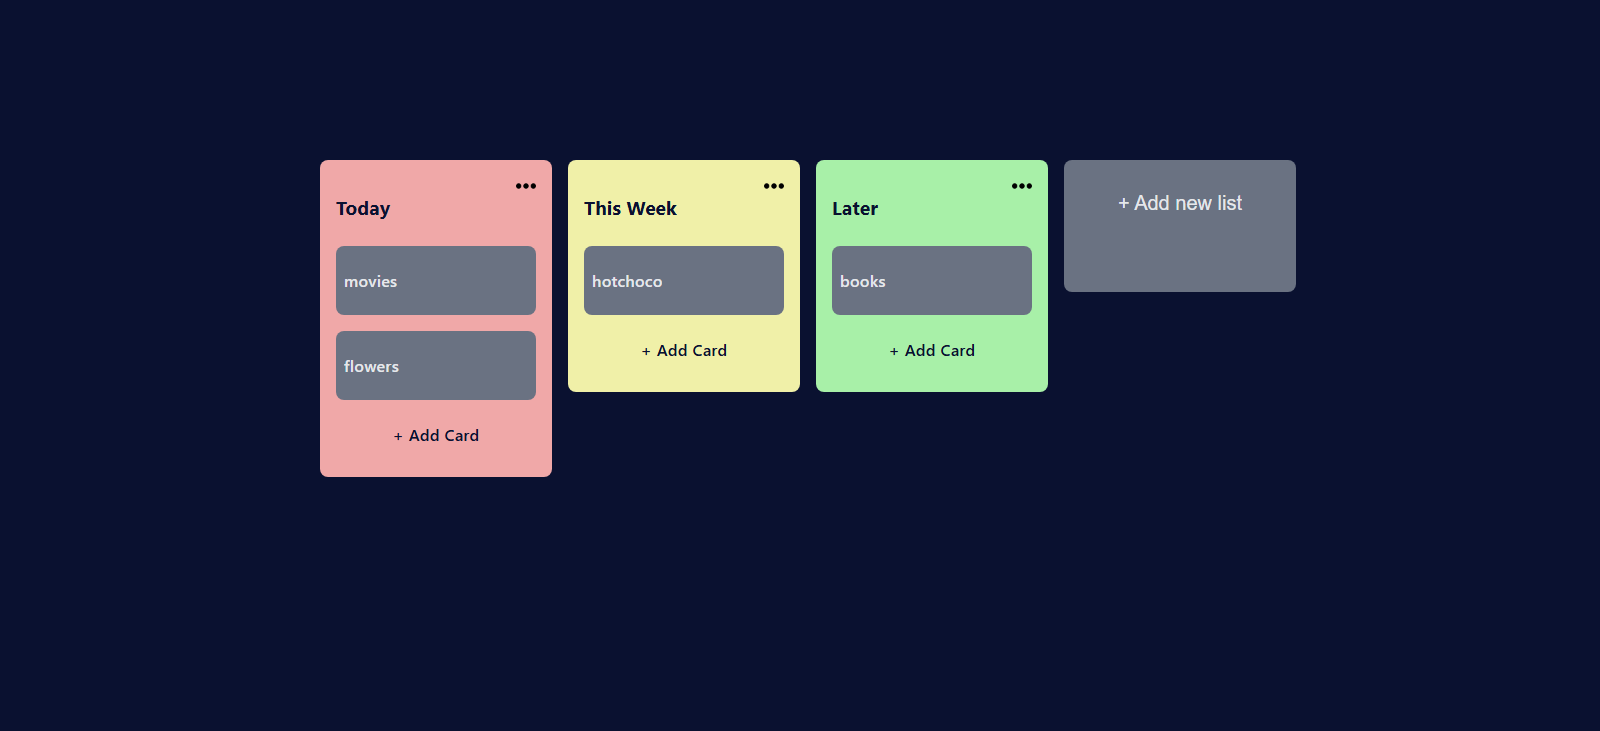 Today
movies
flowers
+ Add Card
This Week
hotchoco
+ Add Card
Later
books
+ Add Card
+ Add new list